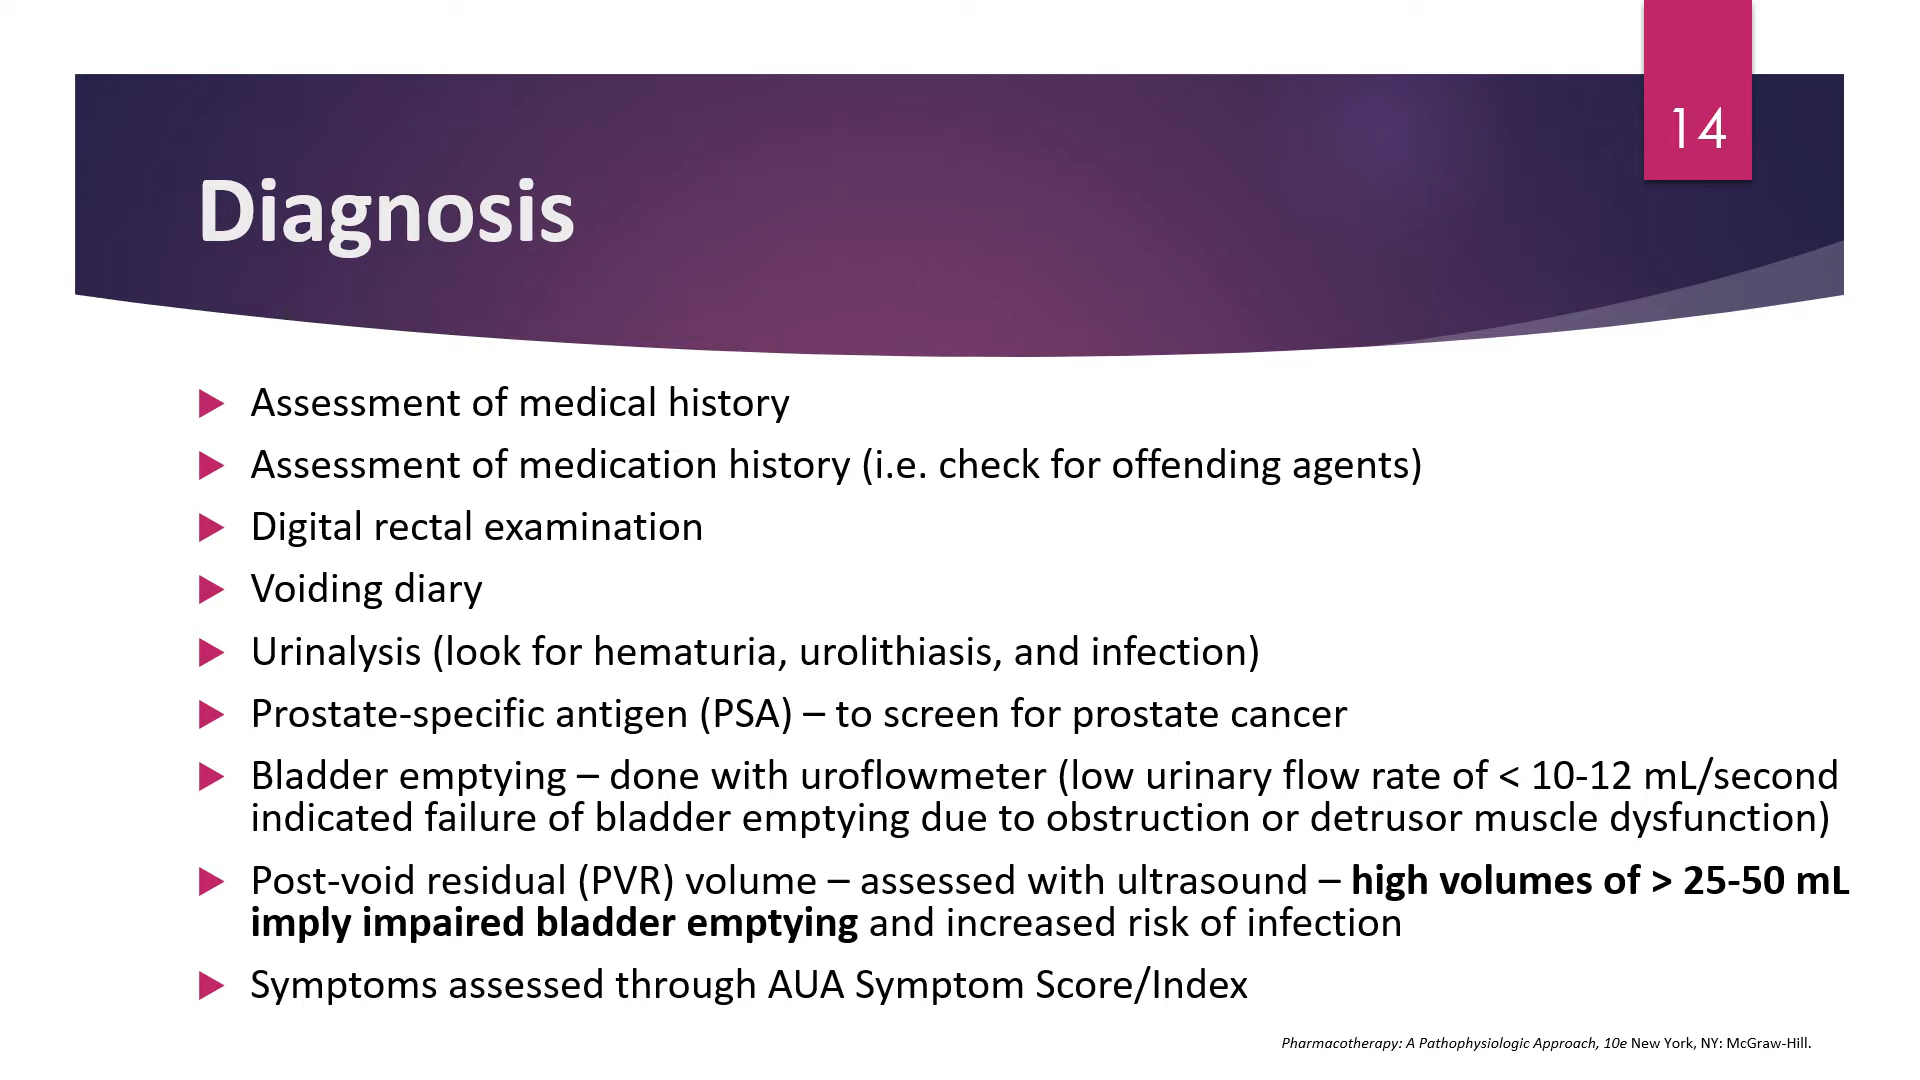 14
Diagnosis
Assessment of medical history
Assessment of medication history (i.e. check for offending agents)
Digital rectal examination
Voiding diary
Urinalysis (look for hematuria, urolithiasis, and infection)
Prostate-specific antigen (PSA) – to screen for prostate cancer
Bladder emptying – done with uroflowmeter (low urinary flow rate of < 10-12 mL/second
indicated failure of bladder emptying due to obstruction or detrusor muscle dysfunction)
Post-void residual (PVR) volume – assessed with ultrasound – high volumes of > 25-50 mL
imply impaired bladder emptying and increased risk of infection
Symptoms assessed through AUA Symptom Score/Index
Pharmacotherapy: A Pathophysiologic Approach, 10e New York, NY: McGraw-Hill.